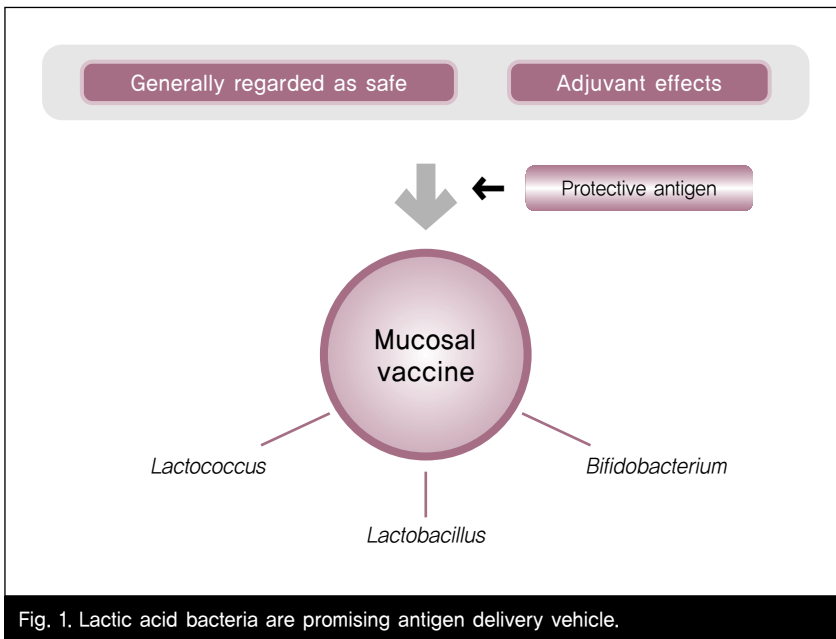 Generally regarded as safe
Adjuvant effects
Protective antigen
Mucosal
vaccine
Lactococcus
Bifidobacterium
Lactobacillus
Fig. 1. Lactic acid bacteria are promising antigen delivery vehicle.